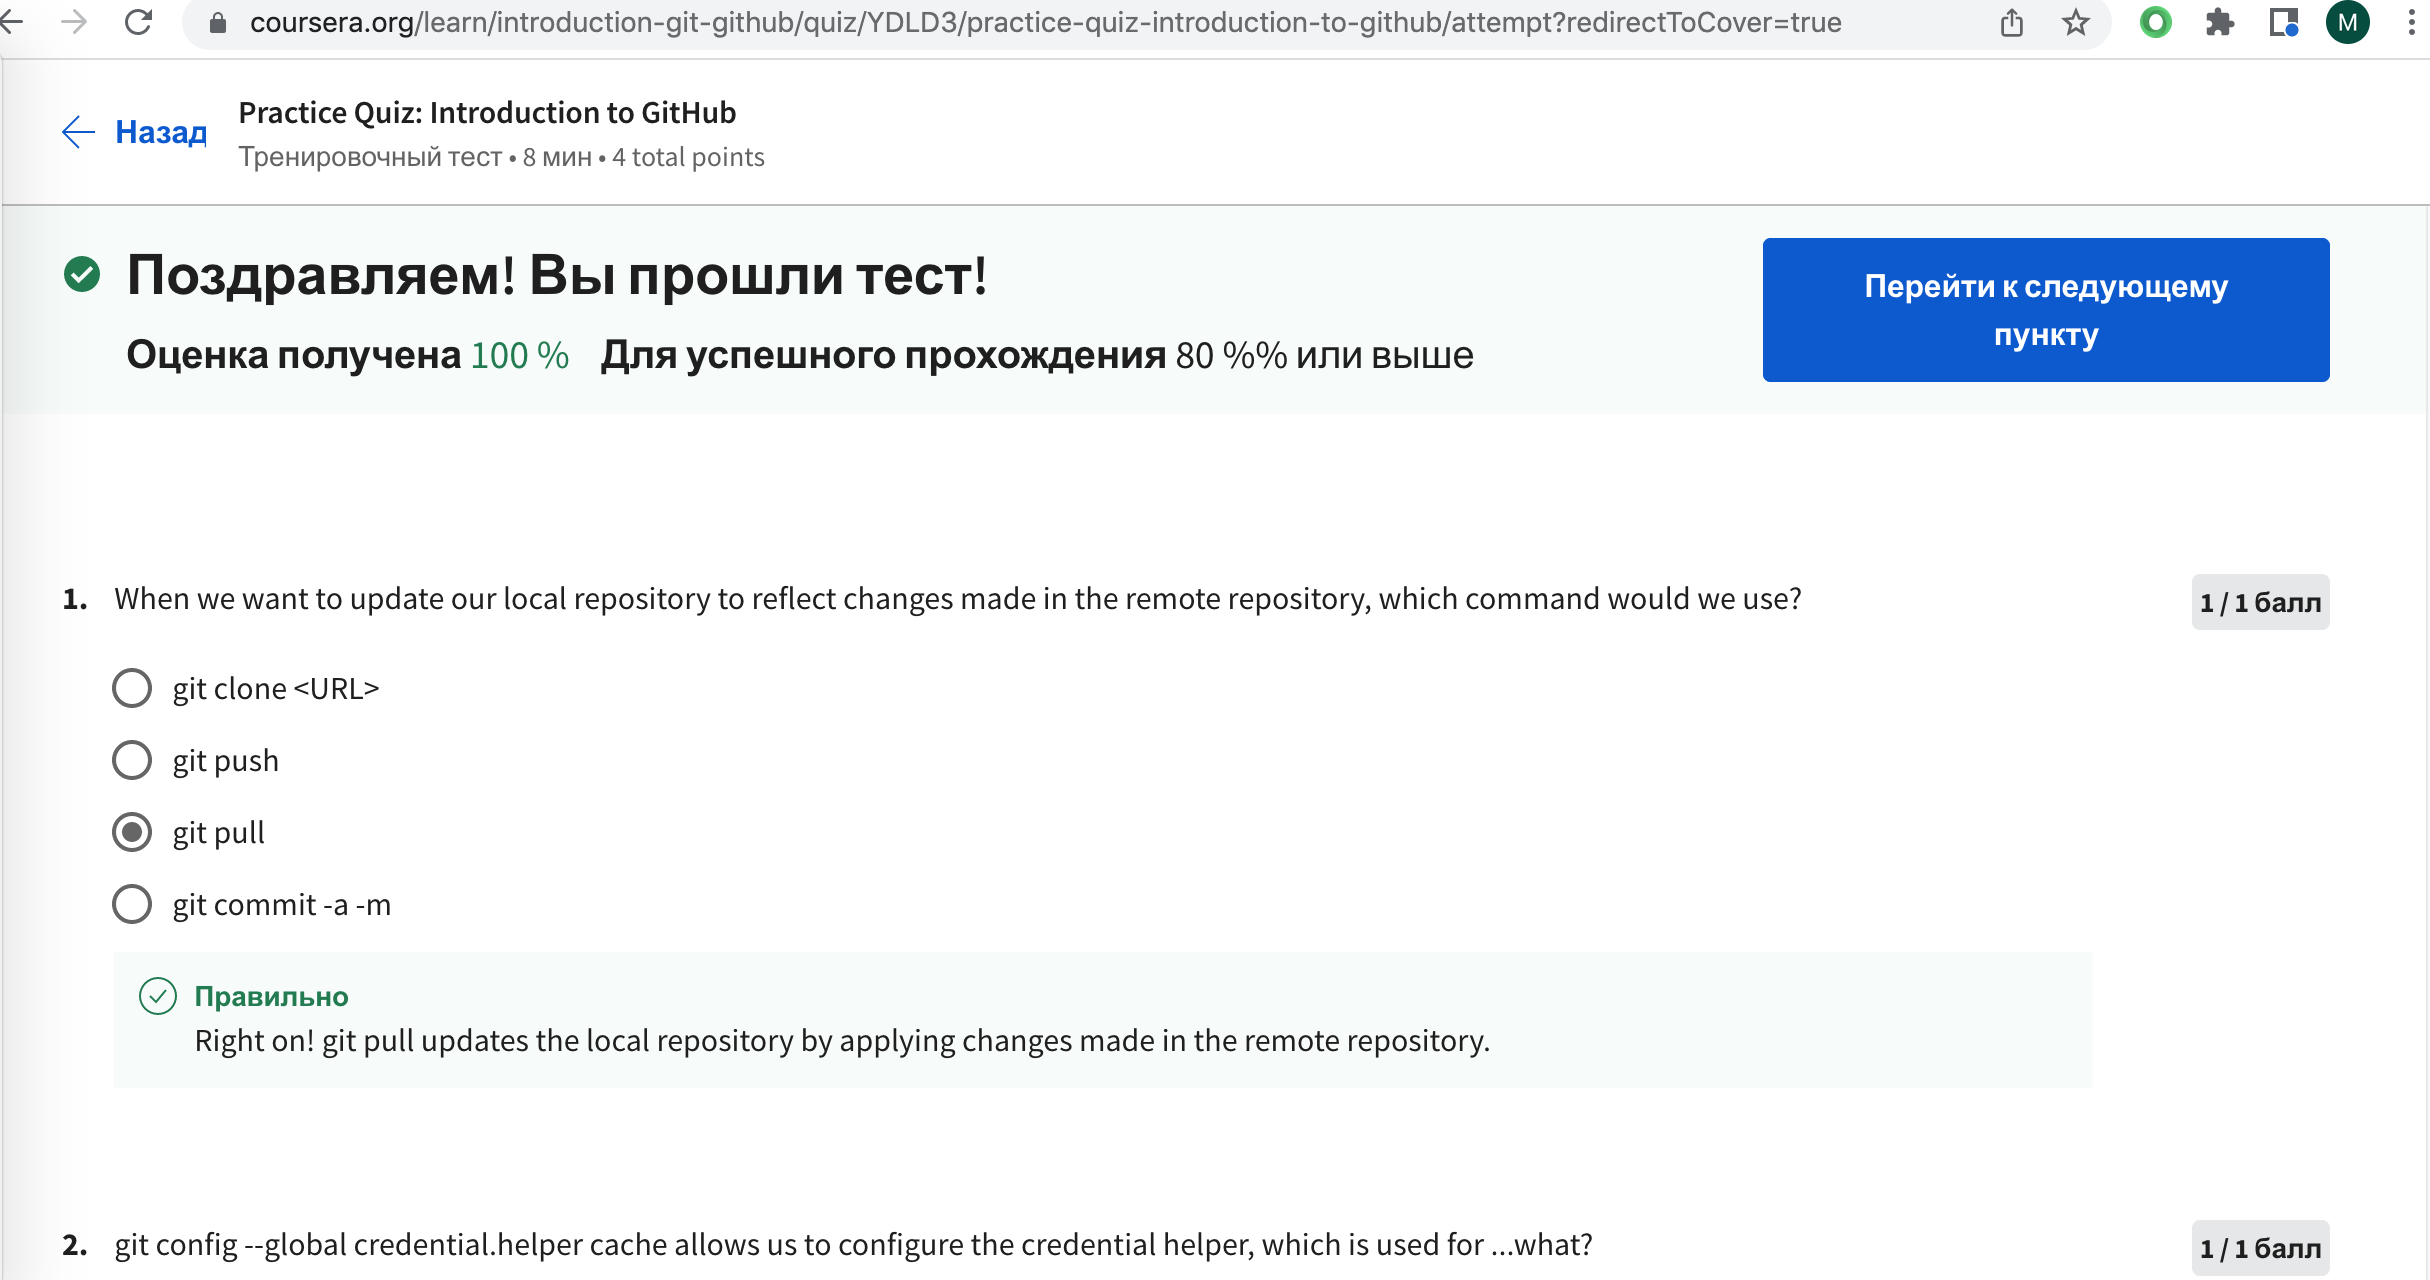 coursera.org/learn/introduction-git-github/quiz/YDLD3/practice-quiz-introduction-to-github/attempt?redirectToCover=true
M
Назад
Practice Quiz: Introduction to GitHub
Тренировочный тест • 8 мин • 4 total points
Поздравляем! Вы прошли тест!
Оценка получена 100 % Для успешного прохождения 80 %% или выше
Перейти к следующему
пункту
1. When we want to update our local repository to reflect changes made in the remote repository, which command would we use?
1 / 1 балл
git clone <URL>
git push
git pull
git commit -a -m
Правильно
Right on! git pull updates the local repository by applying changes made in the remote repository.
2. git config --global credential.helper cache allows us to configure the credential helper, which is used for ...what?
1 / 1 балл